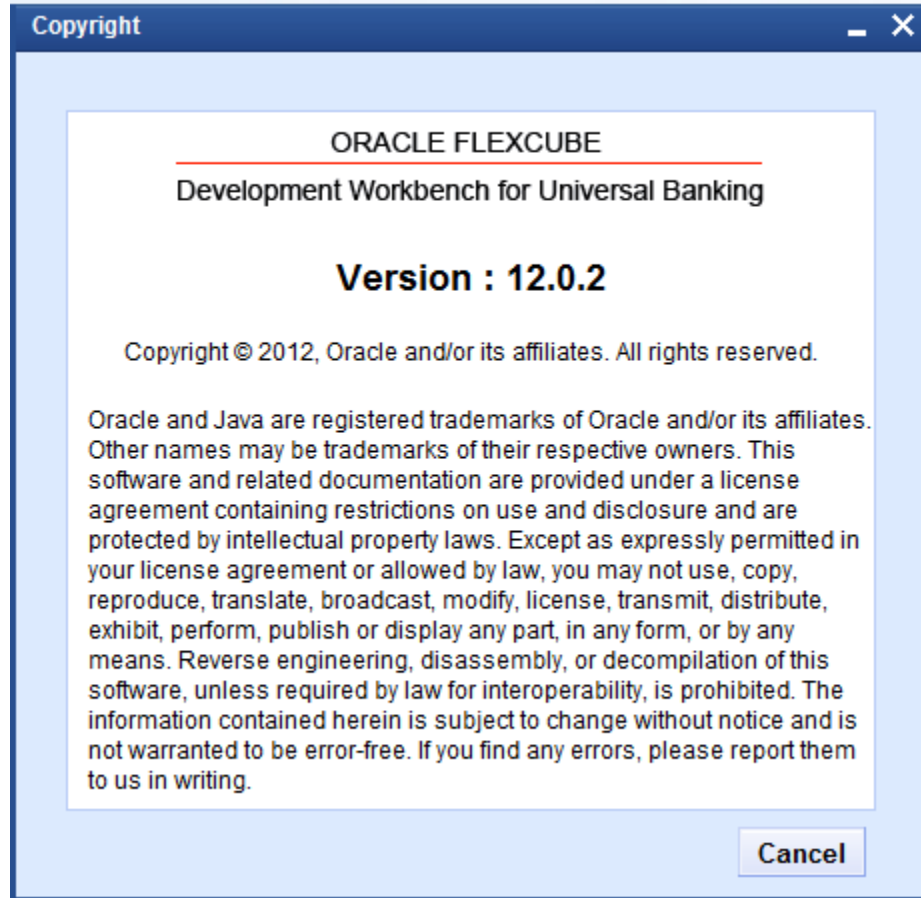 Copyright
ORACLE FLEXCUBE
Development Workbench for Universal Banking
Version : 12.0.2
Copyright © 2012, Oracle and/or its affiliates. All rights reserved.
Oracle and Java are registered trademarks of Oracle and/or its affiliates.
Other names may be trademarks of their respective owners. This
software and related documentation are provided under a license
agreement containing restrictions on use and disclosure and are
protected by intellectual property laws. Except as expressly permitted in
your license agreement or allowed by law, you may not use, copy,
reproduce, translate, broadcast, modify, license, transmit, distribute,
exhibit, perform, publish or display any part, in any form, or by any
means. Reverse engineering, disassembly, or decompilation of this
software, unless required by law for interoperability, is prohibited. The
information contained herein is subject to change without notice and is
not warranted to be error-free. If you find any errors, please report them
to us in writing.
Cancel